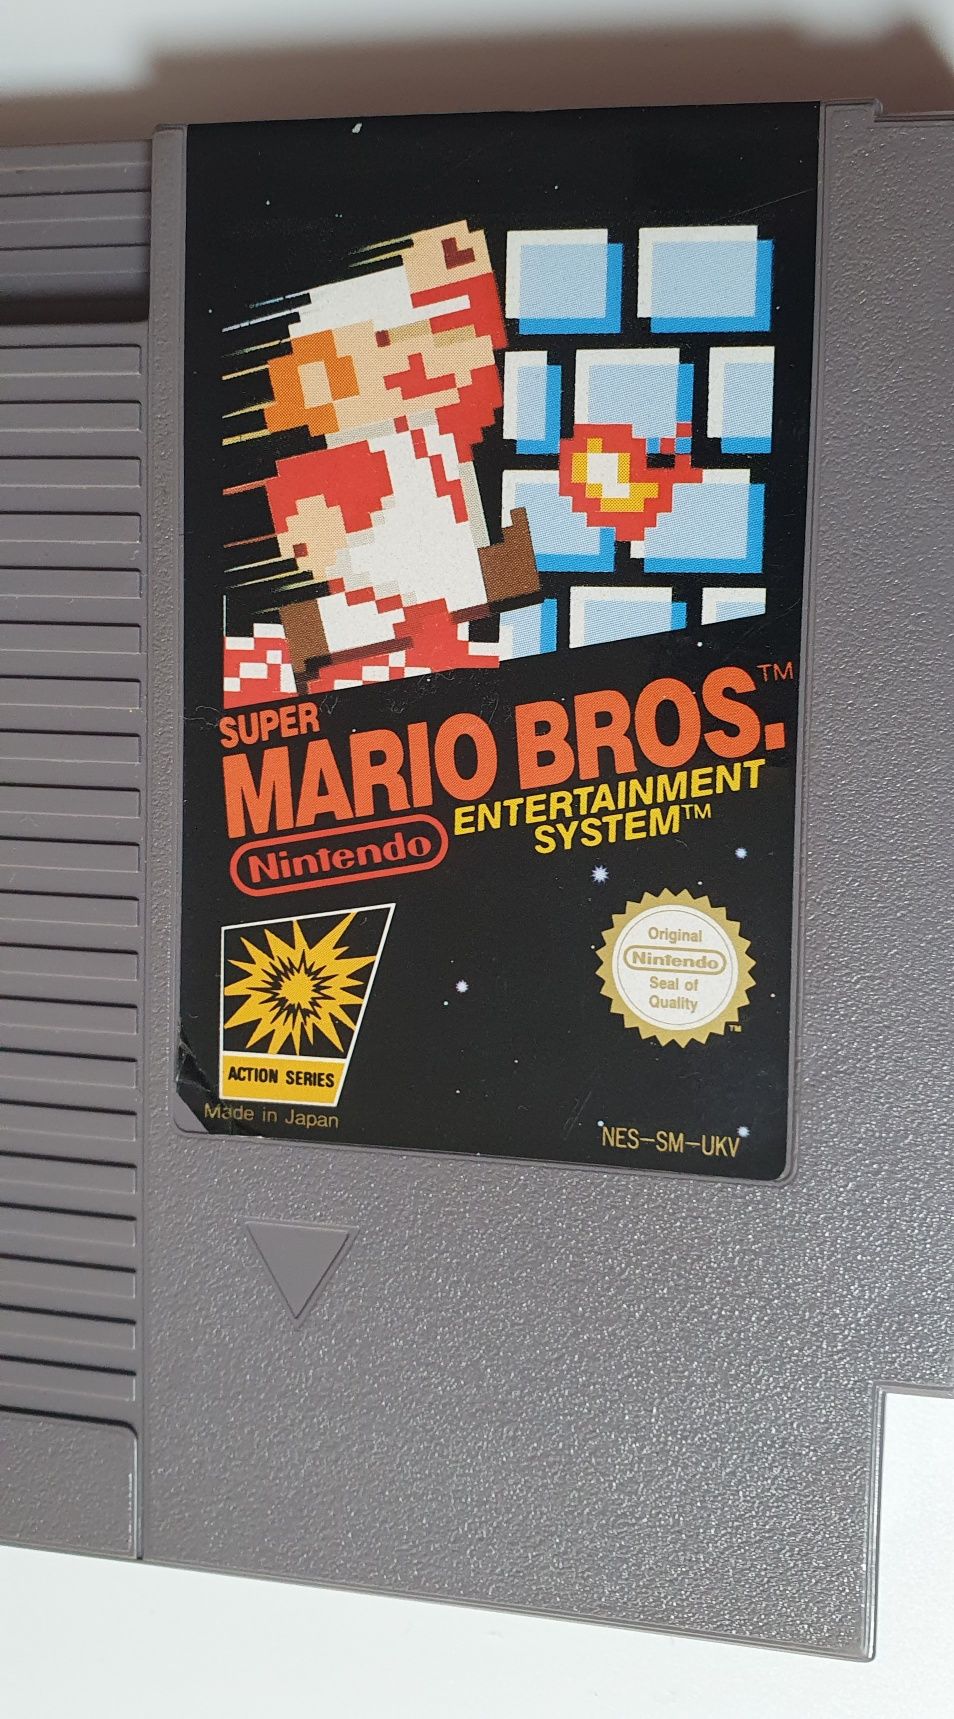 SUPER
MARIO BROS.™
Nintendo
ENTERTAINMENT
SYSTEM™
ACTION SERIES
Made in Japan
Original
Nintendo
Seal of
Quality
™
NES-SM-UKV